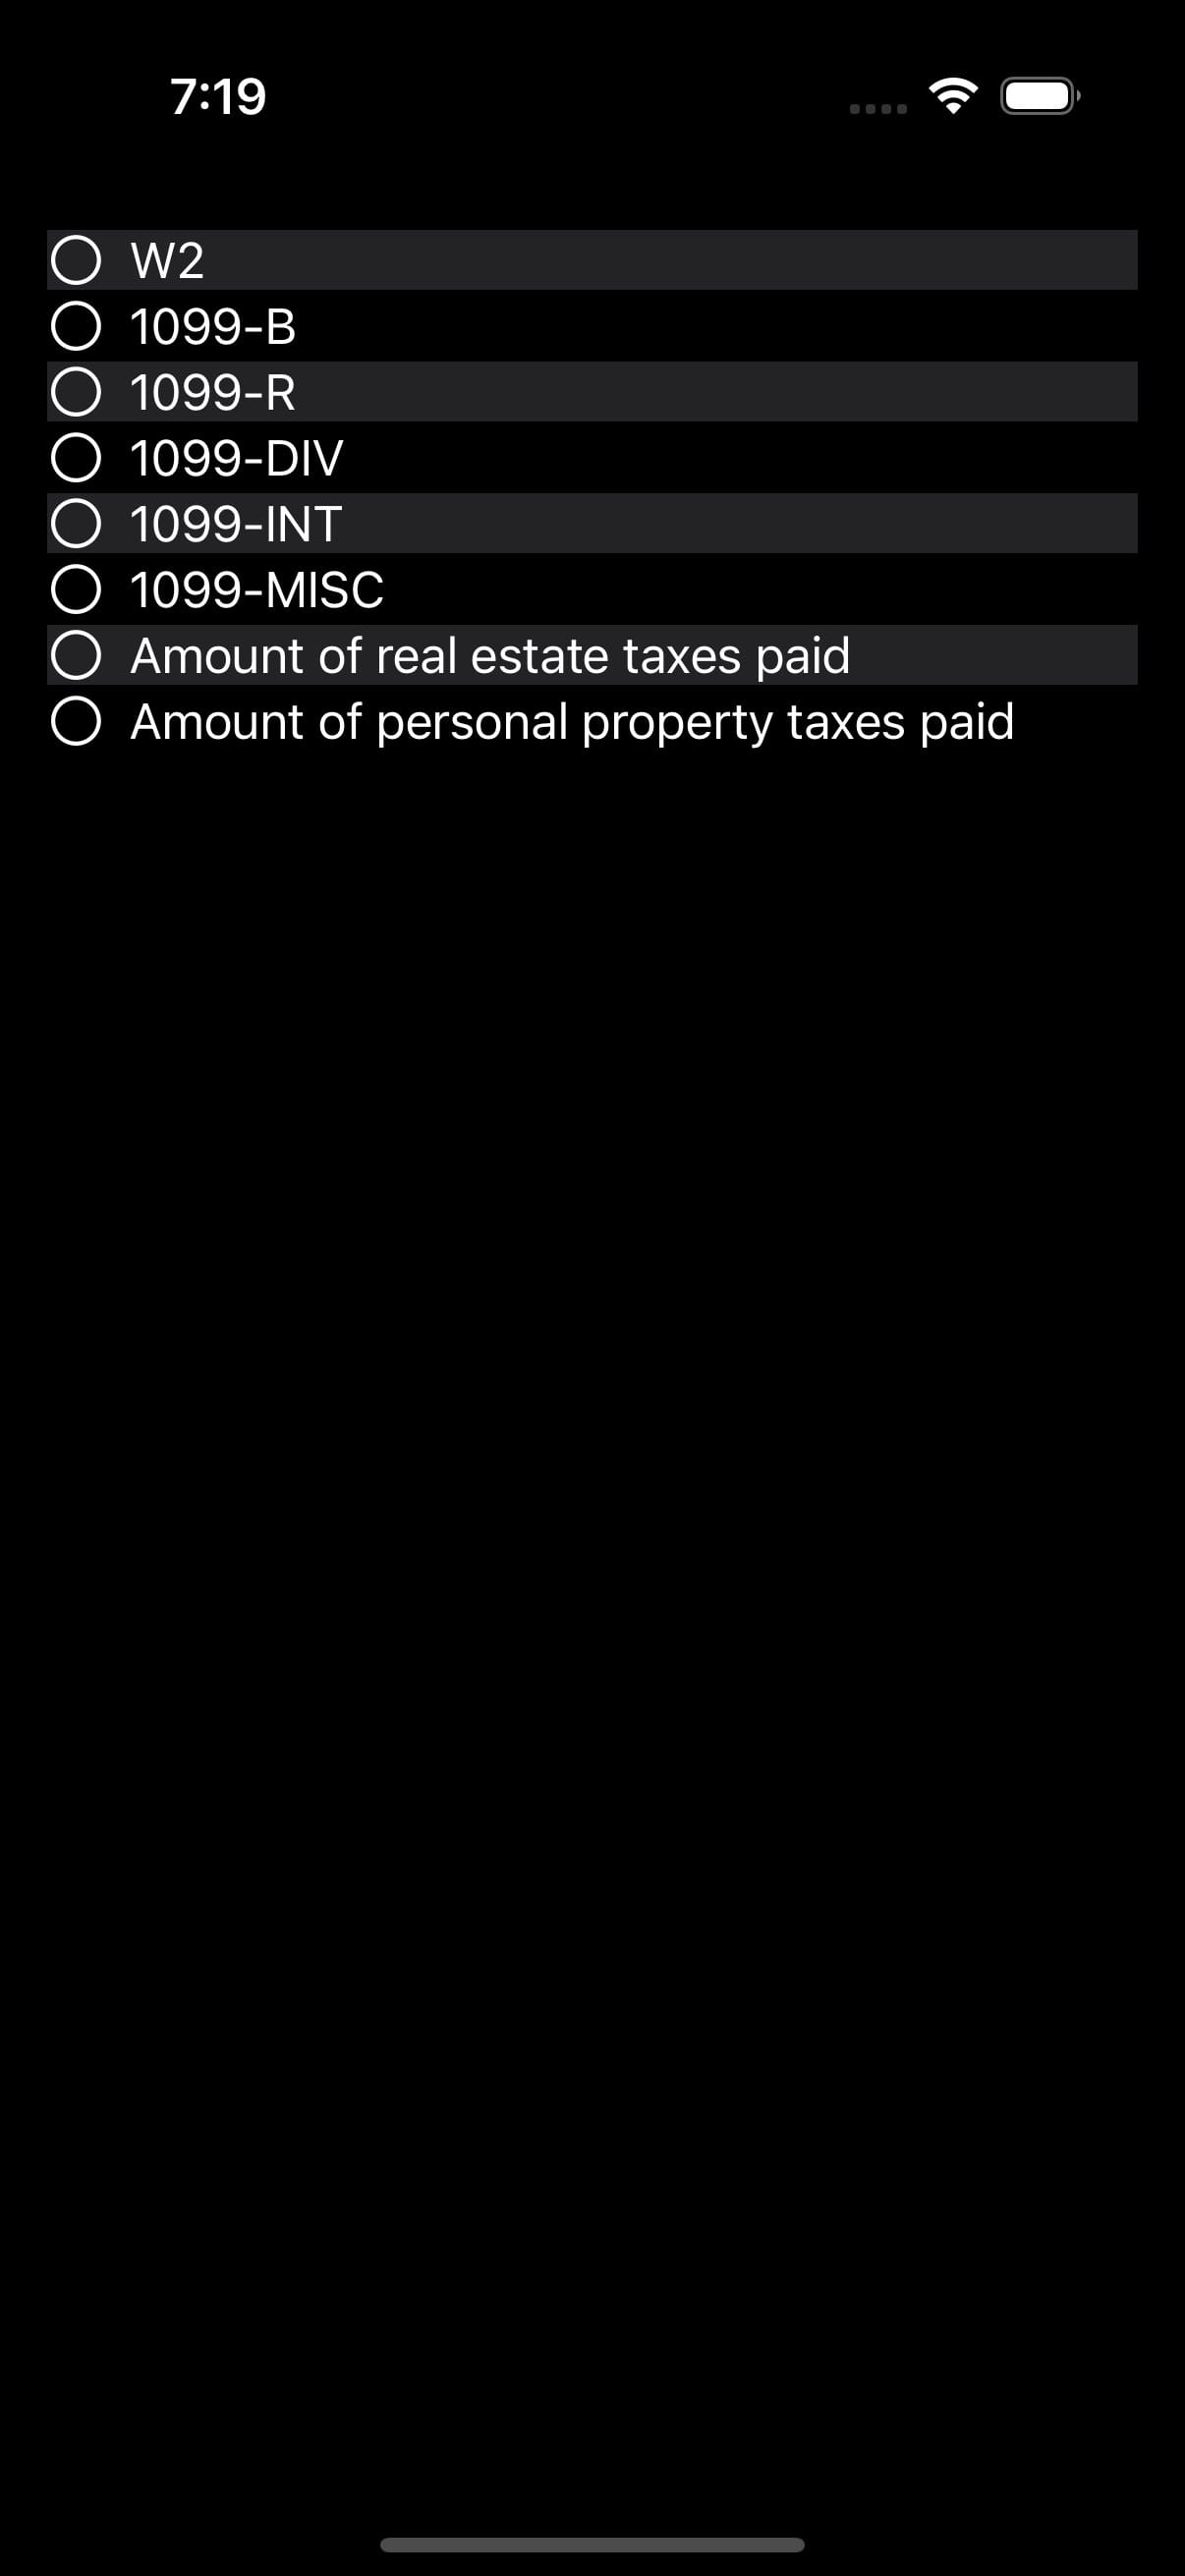 7:19
W2
1099-B
1099-R
1099-DIV
1099-INT
1099-MISC
Amount of real estate taxes paid
Amount of personal property taxes paid